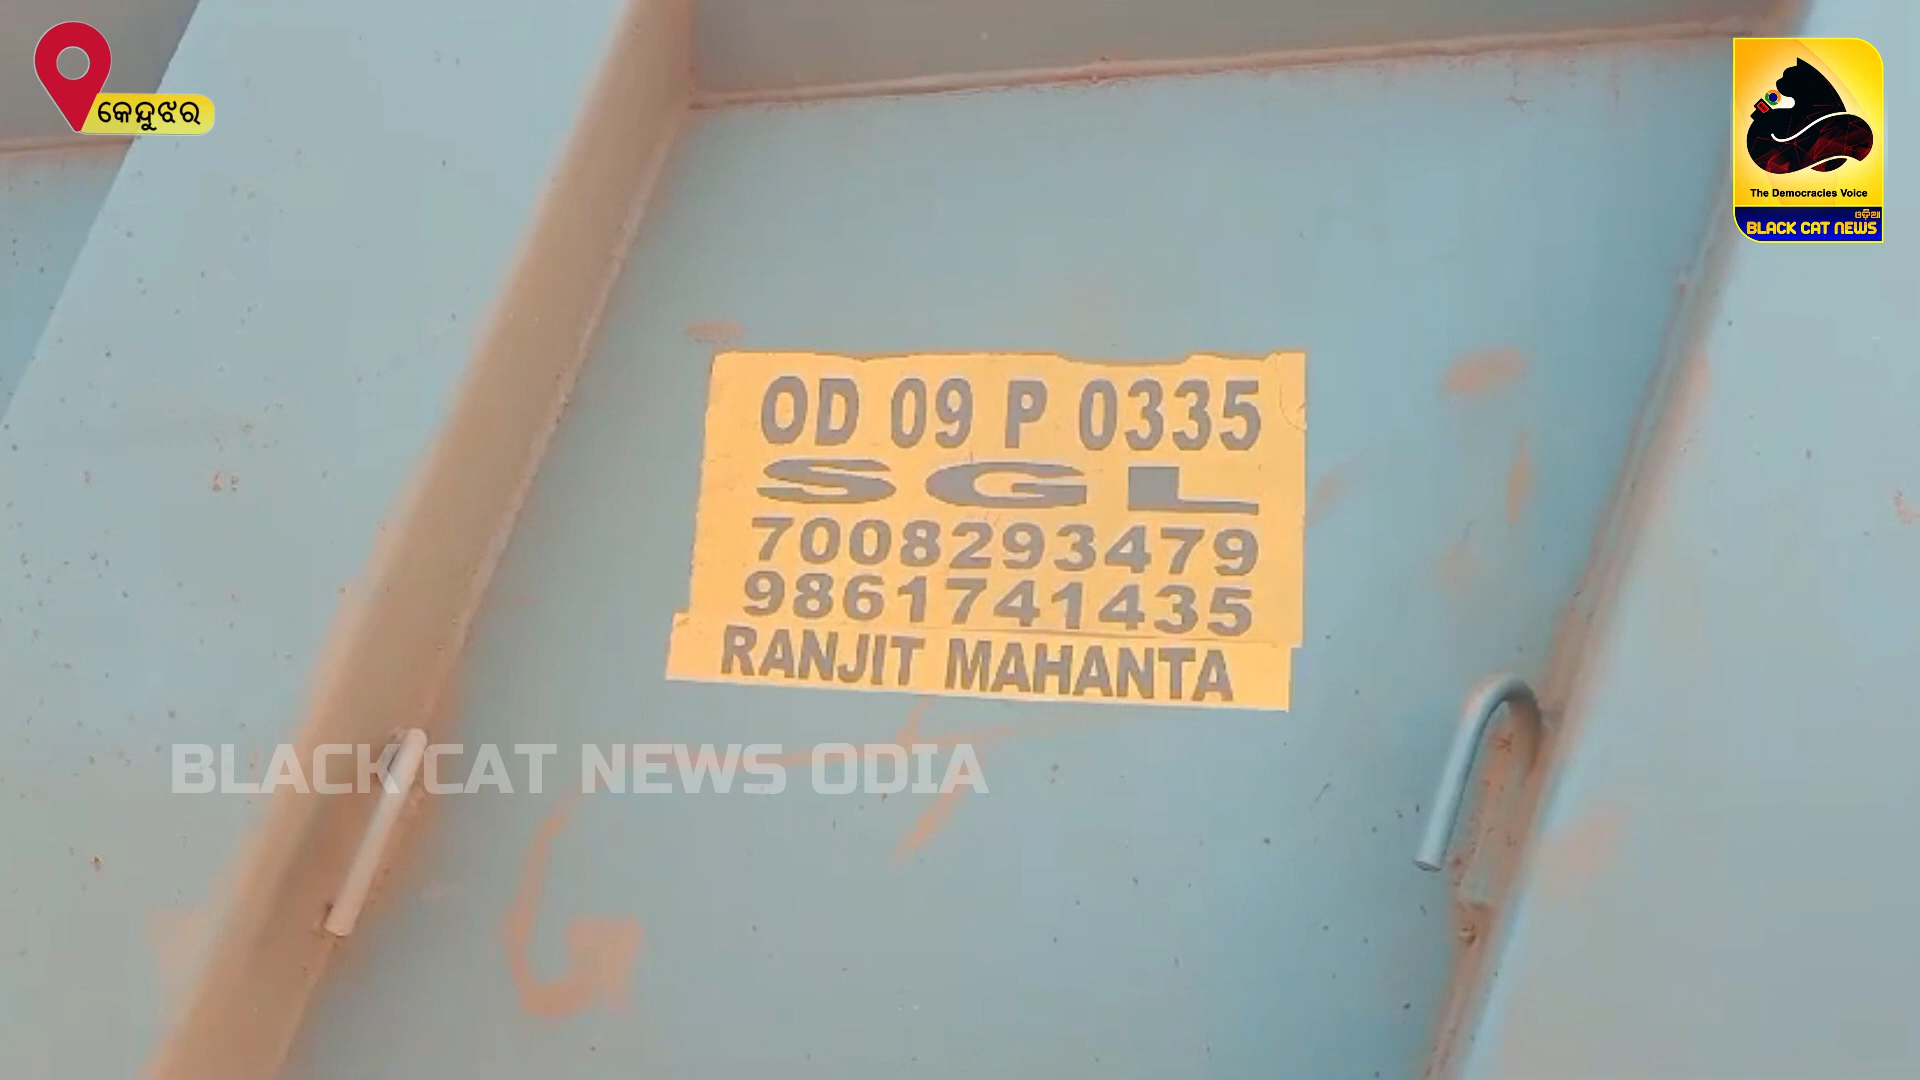 କେନ୍ଦୁଝର
The Democracies Voice
ଓଡ଼ିଆ
BLACK CAT NEWS
OD 09 P 0335
SGL
7008293479
9861741435
RANJIT MAHANTA
BLACK CAT NEWS ODIA